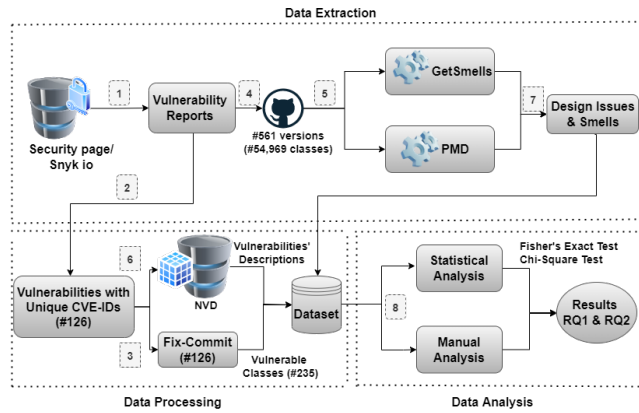 Data Extraction
1
Vulnerability
Reports
4
5
GetSmells
PMD
7
Design Issues
& Smells
Security page/
Snyk io
#561 versions
(#54,969 classes)
2
Vulnerabilities with
Unique CVE-IDs
(#126)
6
3
NVD
Vulnerabilities'
Descriptions
Fix-Commit
(#126)
Vulnerable
Classes (#235)
Dataset
8
Statistical
Analysis
Manual
Analysis
Fisher's Exact Test
Chi-Square Test
Results
RQ1 & RQ2
Data Processing
Data Analysis